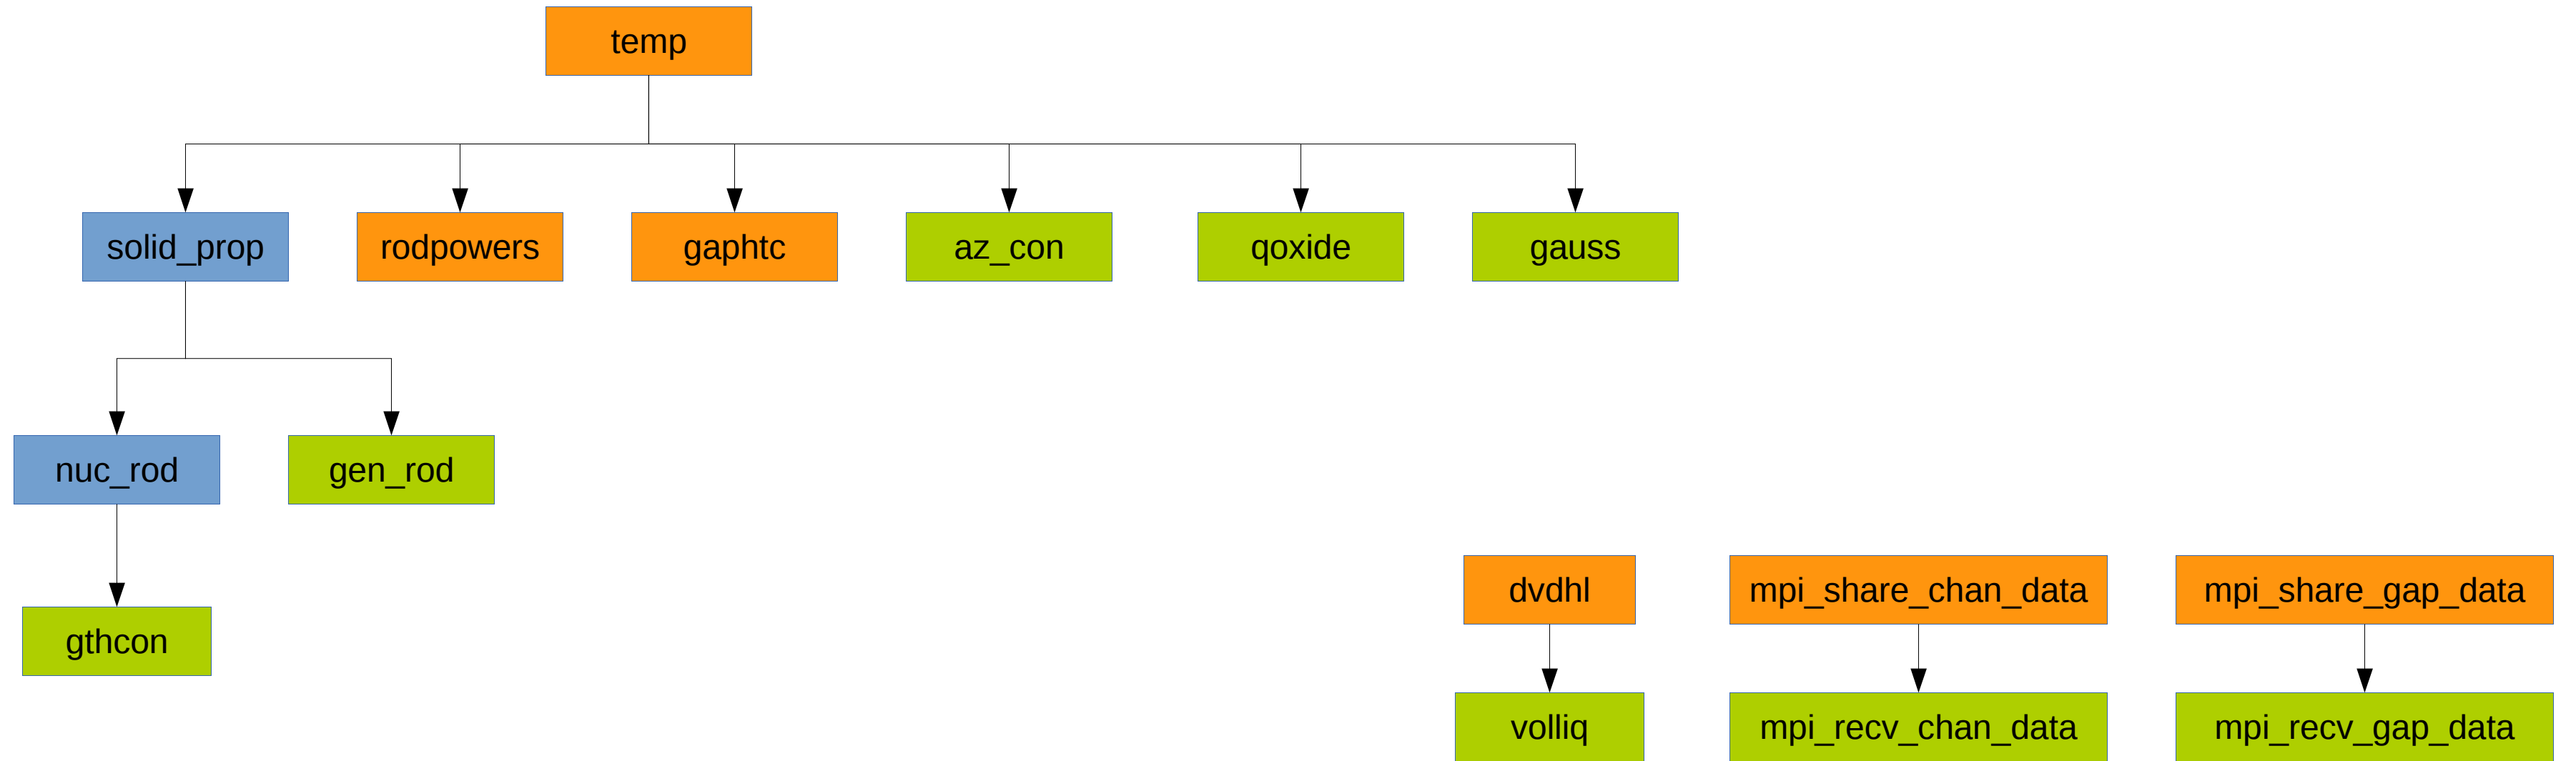 temp
solid_prop
rodpowers
gaphtc
az_con
qoxide
gauss
nuc_rod
gen_rod
gthcon
dvdhl
mpi_share_chan_data
mpi_share_gap_data
volliq
mpi_recv_chan_data
mpi_recv_gap_data